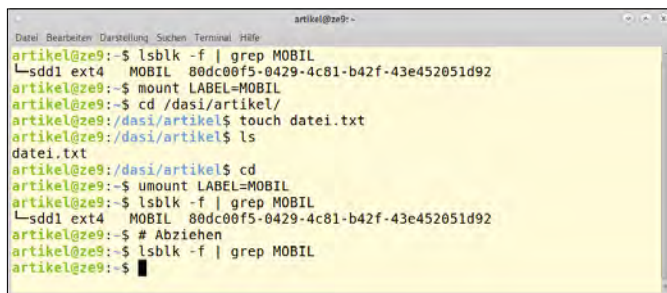 artikel@ze9: ~
Datei Bearbeiten Darstellung Suchen Terminal Hilfe
artikel@ze9:~$ lsblk -f | grep MOBIL
└─sdd1 ext4   MOBIL  80dc00f5-0429-4c81-b42f-43e452051d92
artikel@ze9:~$ mount LABEL=MOBIL
artikel@ze9:~$ cd /dasi/artikel/
artikel@ze9:/dasi/artikel$ touch datei.txt
artikel@ze9:/dasi/artikel$ ls
datei.txt
artikel@ze9:/dasi/artikel$ cd
artikel@ze9:~$ umount LABEL=MOBIL
artikel@ze9:~$ lsblk -f | grep MOBIL
└─sdd1 ext4   MOBIL  80dc00f5-0429-4c81-b42f-43e452051d92
artikel@ze9:~$ # Abziehen
artikel@ze9:~$ lsblk -f | grep MOBIL
artikel@ze9:~$